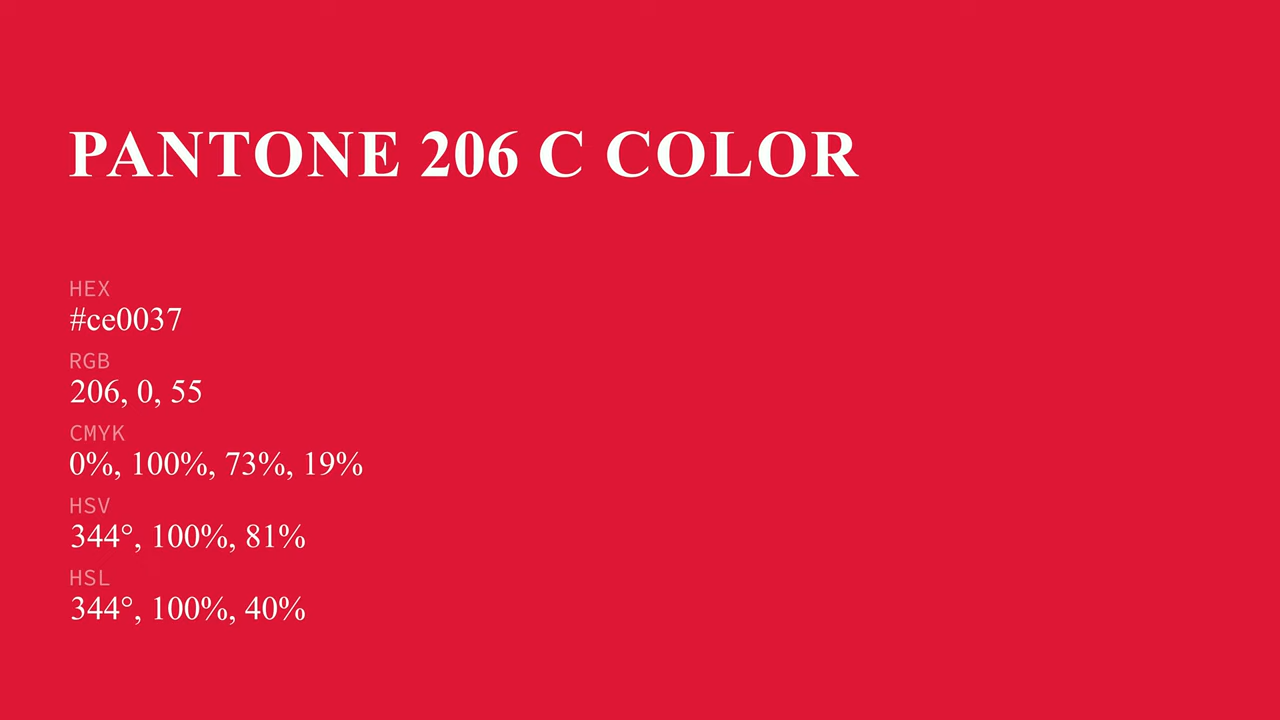 PANTONE 206 C COLOR
HEX
#ce0037
RGB
206, 0, 55
CMYK
0%, 100%, 73%, 19%
HSV
344°, 100%, 81%
HSL
344°, 100%, 40%